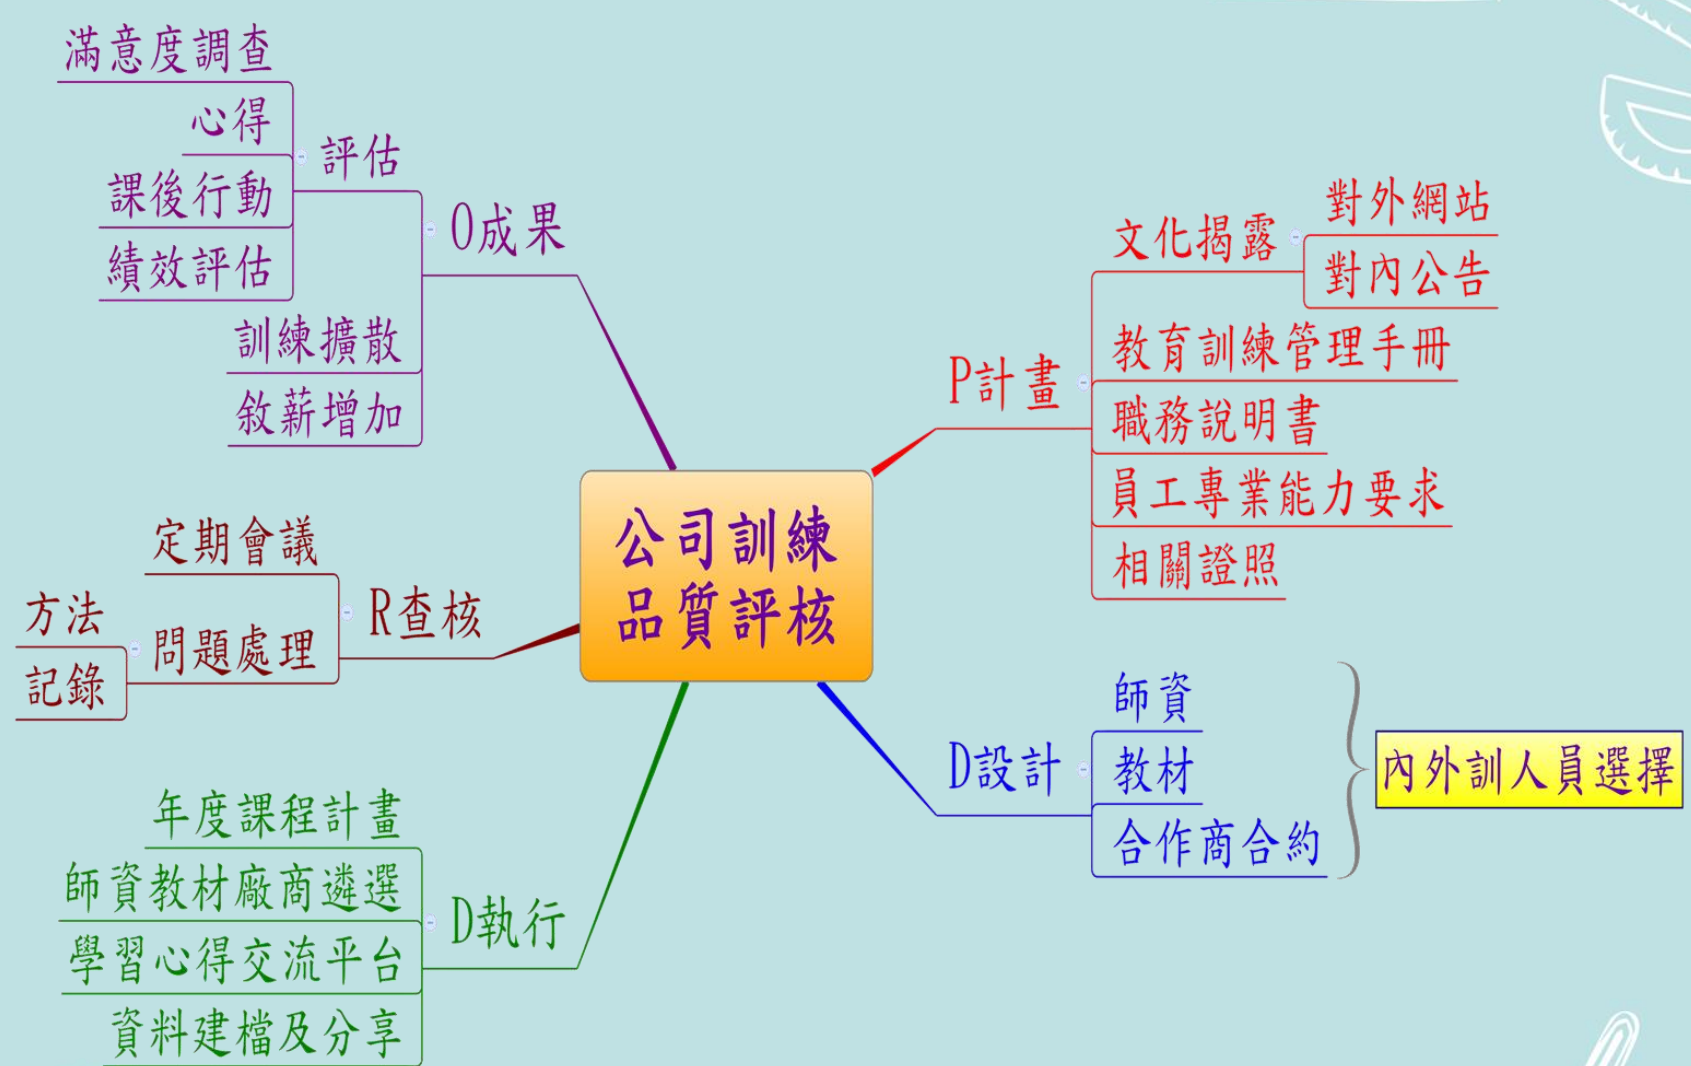 公司訓練
品質評核
P計畫
文化揭露
對外網站
對內公告
教育訓練管理手冊
職務說明書
員工專業能力要求
相關證照
D設計
師資
教材
合作商合約
內外訓人員選擇
D執行
年度課程計畫
師資教材廠商遴選
學習心得交流平台
資料建檔及分享
R查核
定期會議
問題處理
方法
記錄
O成果
評估
滿意度調查
心得
課後行動
績效評估
訓練擴散
敘薪增加